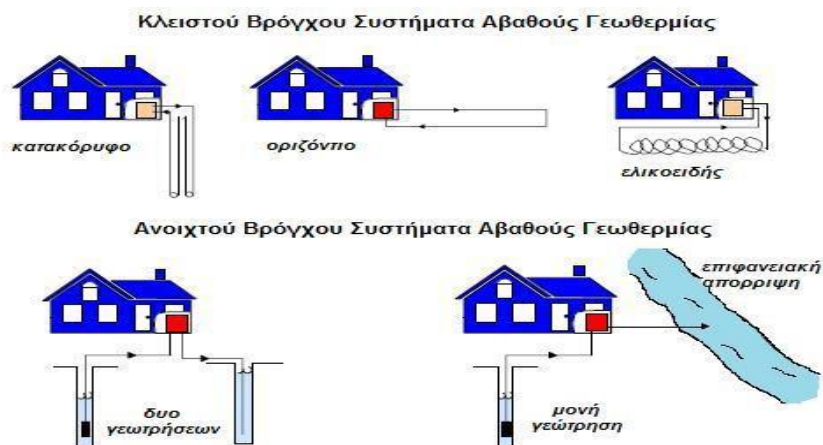 Κλειστού Βρόγχου Συστήματα Αβαθούς Γεωθερμίας
κατακόρυφο
οριζόντιο
ελικοειδής
Ανοιχτού Βρόγχου Συστήματα Αβαθούς Γεωθερμίας
επιφανειακή
απορριψη
δυο
γεωτρήσεων
μονή
γεώτρηση